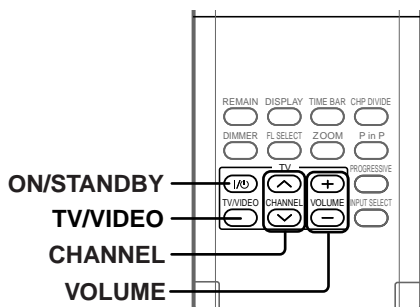 REMAIN DISPLAY TIME BAR CHP DIVIDE
DIMMER FL SELECT ZOOM P in P
TV
PROGRESSIVE
ON/STANDBY
TV/VIDEO CHANNEL VOLUME INPUT SELECT
TV/VIDEO
CHANNEL
VOLUME